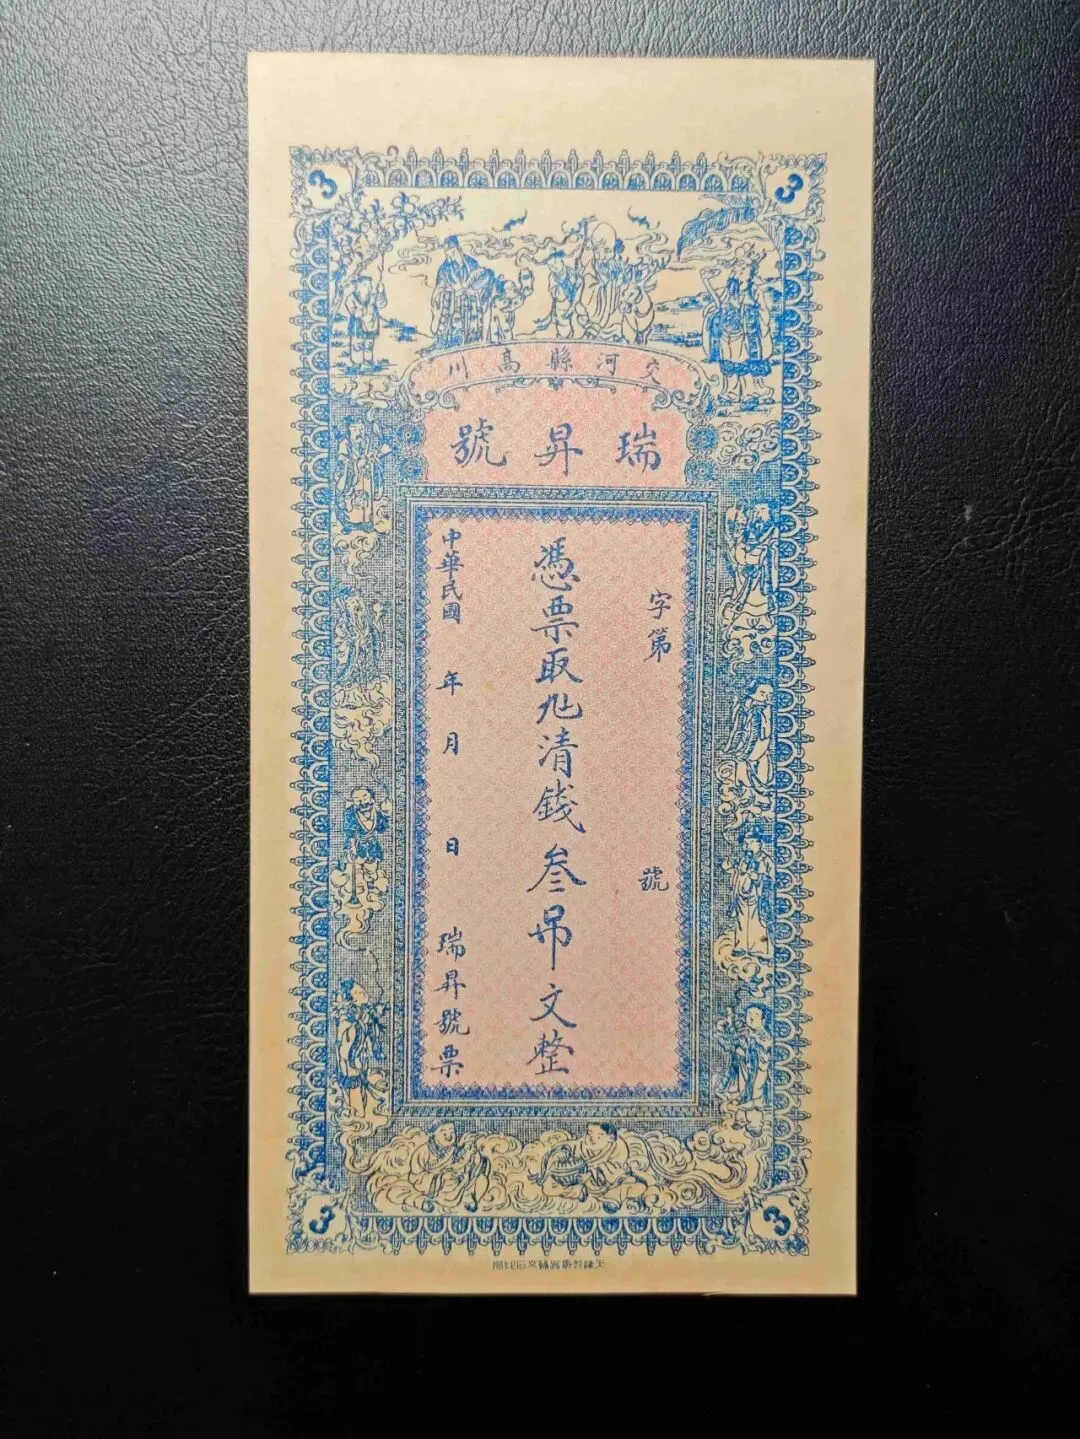 3 3
交河縣高川
瑞昇號
字第 號
憑票取九清錢叁吊文整
中華民國 年 月 日 瑞昇號票
3 3